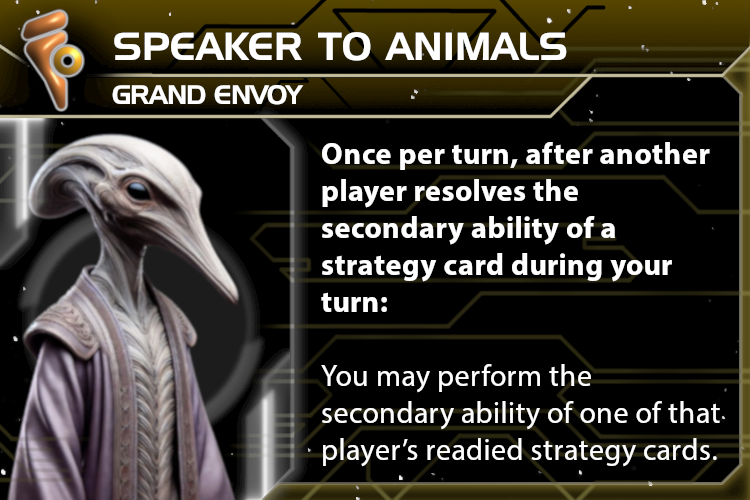 SPEAKER TO ANIMALS
GRAND ENVOY
Once per turn, after another
player resolves the
secondary ability of a
strategy card during your
turn:
You may perform the
secondary ability of one of that
player’s readied strategy cards.